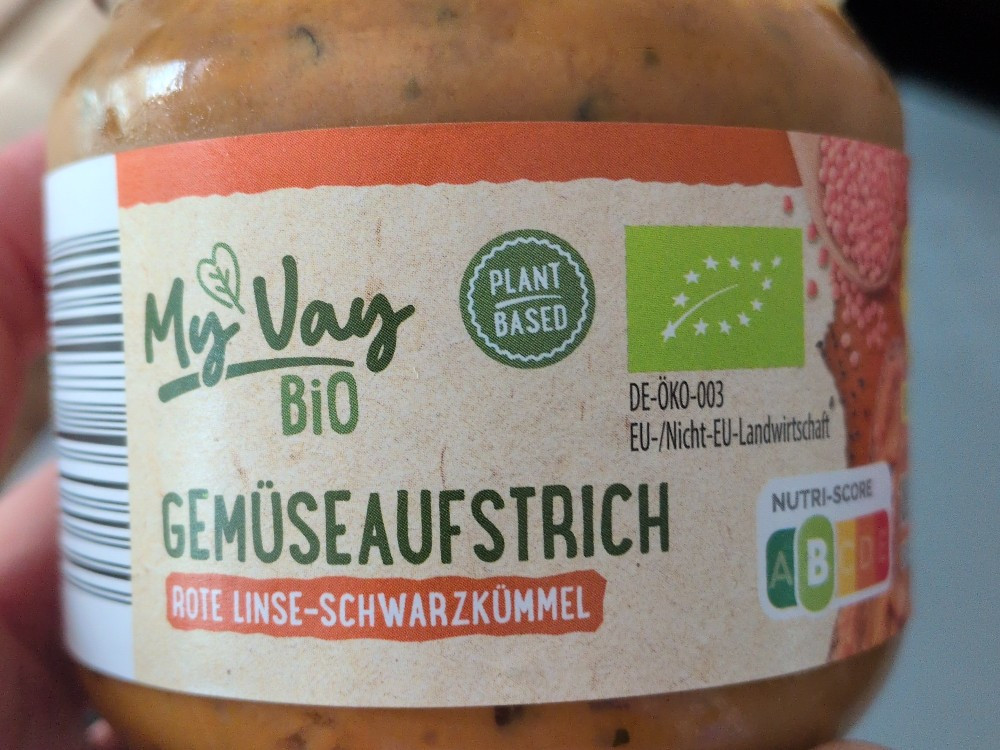 My Vay
BiO
PLANT
BASED
DE-ÖKO-003
EU-/Nicht-EU-Landwirtschaft
GEMÜSEAUFSTRICH
ROTE LINSE-SCHWARZKÜMMEL
NUTRI-SCORE
A B C D E